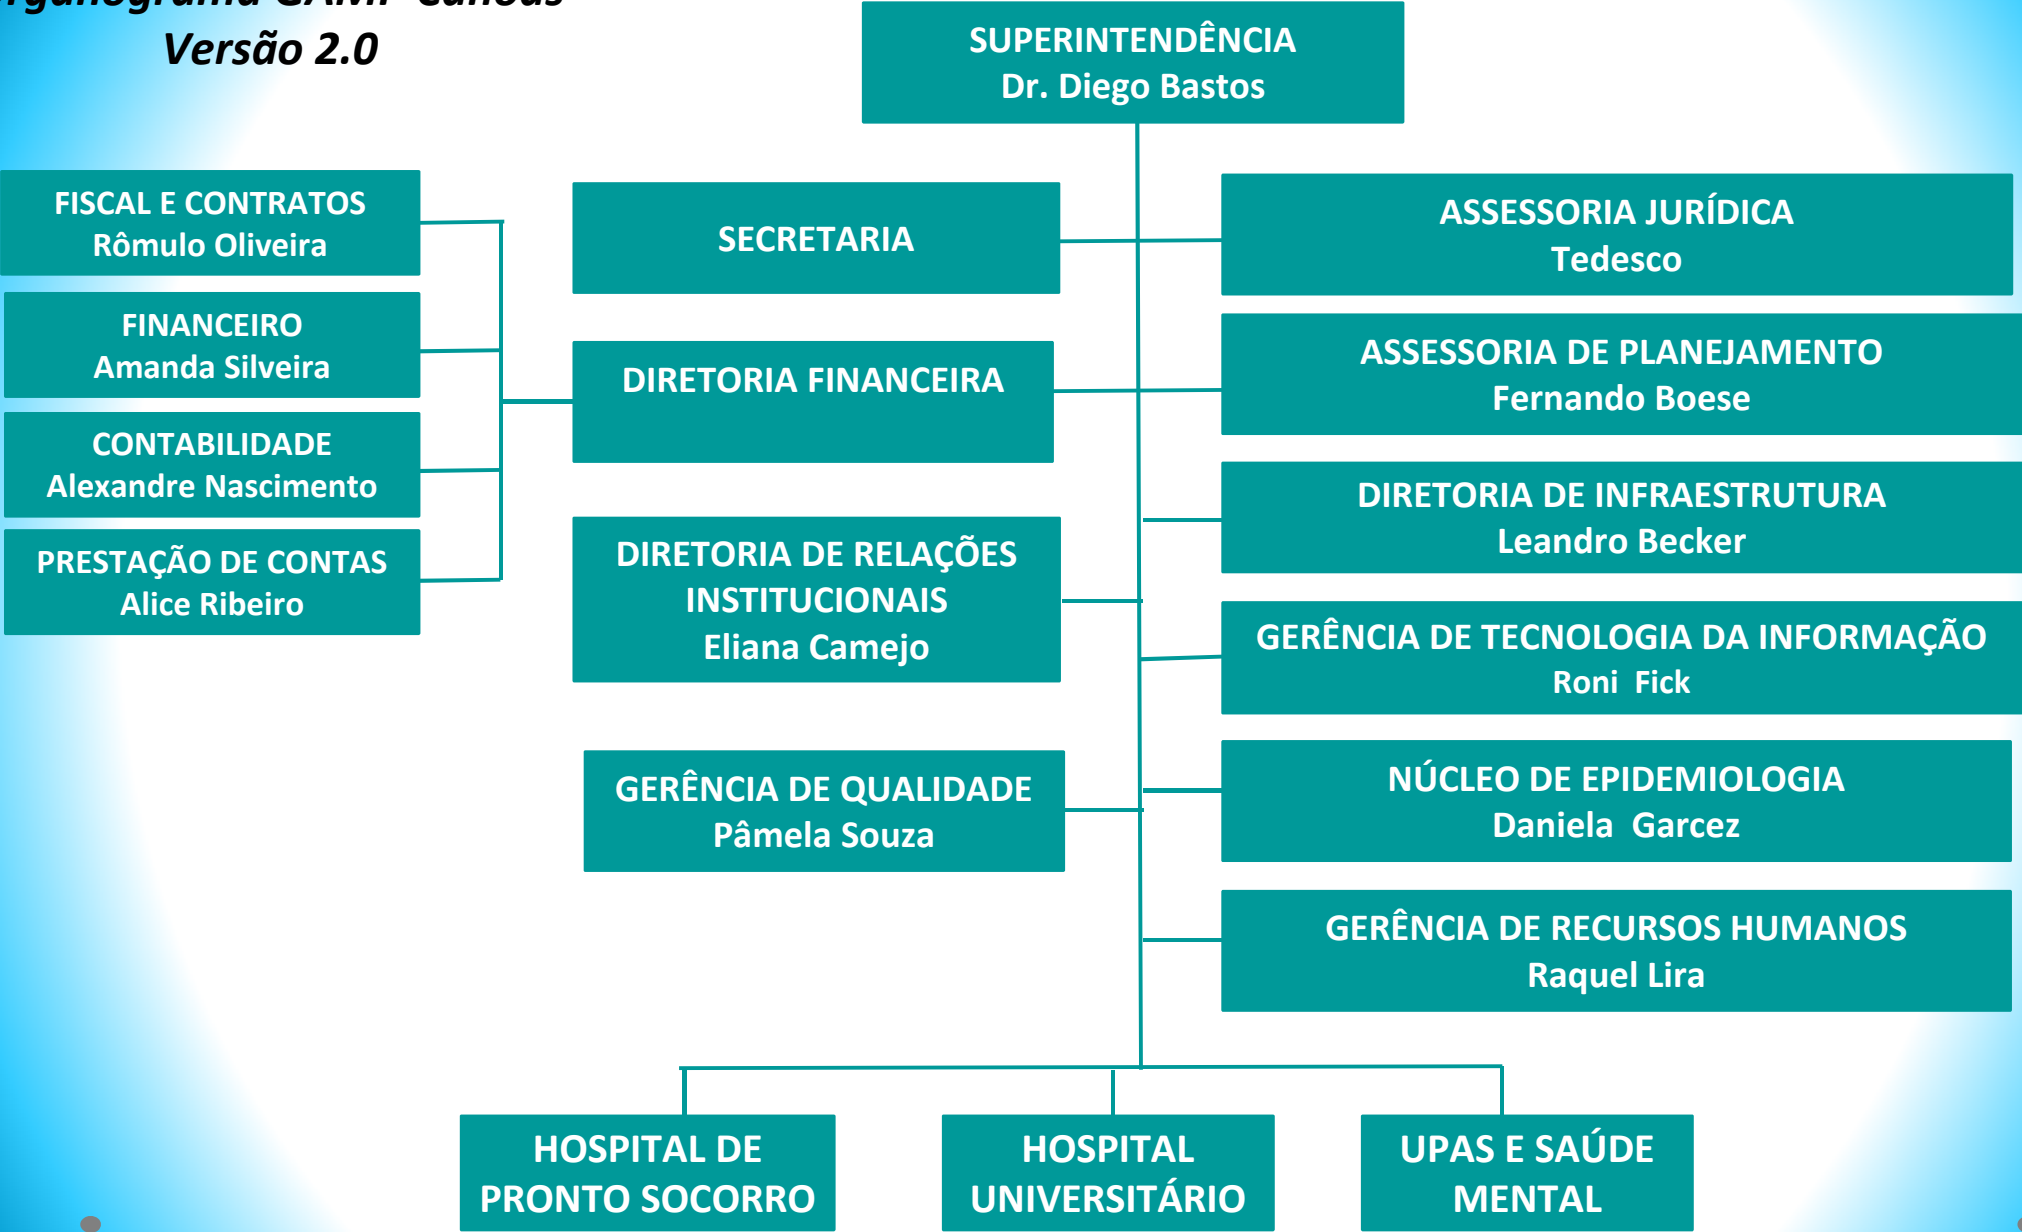 GAMP Canoas
Versão 2.0
SUPERINTENDÊNCIA
Dr. Diego Bastos
FISCAL E CONTRATOS
Rômulo Oliveira
FINANCEIRO
Amanda Silveira
CONTABILIDADE
Alexandre Nascimento
PRESTAÇÃO DE CONTAS
Alice Ribeiro
SECRETARIA
DIRETORIA FINANCEIRA
DIRETORIA DE RELAÇÕES
INSTITUCIONAIS
Eliana Camejo
GERÊNCIA DE QUALIDADE
Pâmela Souza
ASSESSORIA JURÍDICA
Tedesco
ASSESSORIA DE PLANEJAMENTO
Fernando Boese
DIRETORIA DE INFRAESTRUTURA
Leandro Becker
GERÊNCIA DE TECNOLOGIA DA INFORMAÇÃO
Roni Fick
NÚCLEO DE EPIDEMIOLOGIA
Daniela Garcez
GERÊNCIA DE RECURSOS HUMANOS
Raquel Lira
HOSPITAL DE
PRONTO SOCORRO
HOSPITAL
UNIVERSITÁRIO
UPAS E SAÚDE
MENTAL